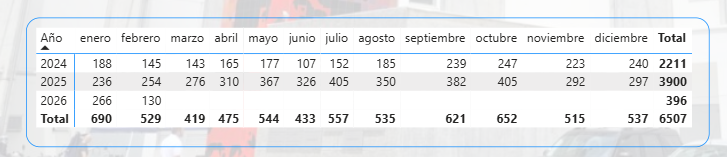 Año enero febrero marzo abril mayo junio julio agosto septiembre octubre noviembre diciembre Total
2024 188 145 143 165 177 107 152 185 239 247 223 240 2211
2025 236 254 276 310 367 326 405 350 382 405 292 297 3900
2026 266 130 396
Total 690 529 419 475 544 433 557 535 621 652 515 537 6507